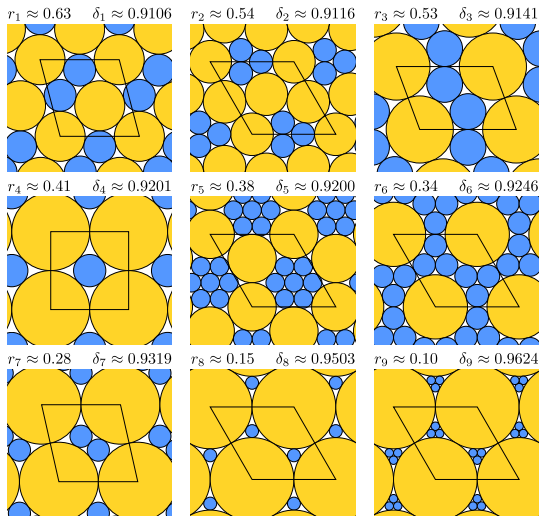 r₁ ≈ 0.63 δ₁ ≈ 0.9106
r₂ ≈ 0.54 δ₂ ≈ 0.9116
r₃ ≈ 0.53 δ₃ ≈ 0.9141
r₄ ≈ 0.41 δ₄ ≈ 0.9201
r₅ ≈ 0.38 δ₅ ≈ 0.9200
r₆ ≈ 0.34 δ₆ ≈ 0.9246
r₇ ≈ 0.28 δ₇ ≈ 0.9319
r₈ ≈ 0.15 δ₈ ≈ 0.9503
r₉ ≈ 0.10 δ₉ ≈ 0.9624